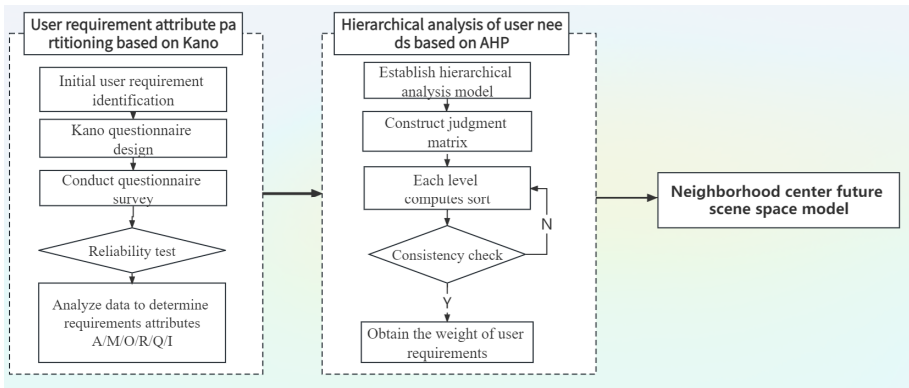 User requirement attribute pa
rtitioning based on Kano
Initial user requirement
identification
Kano questionnaire
design
Conduct questionnaire
survey
Reliability test
Analyze data to determine
requirements attributes
A/M/O/R/Q/I
Hierarchical analysis of user nee
ds based on AHP
Establish hierarchical
analysis model
Construct judgment
matrix
Each level
computes sort
N
Consistency check
Y
Obtain the weight of user
requirements
Neighborhood center future
scene space model